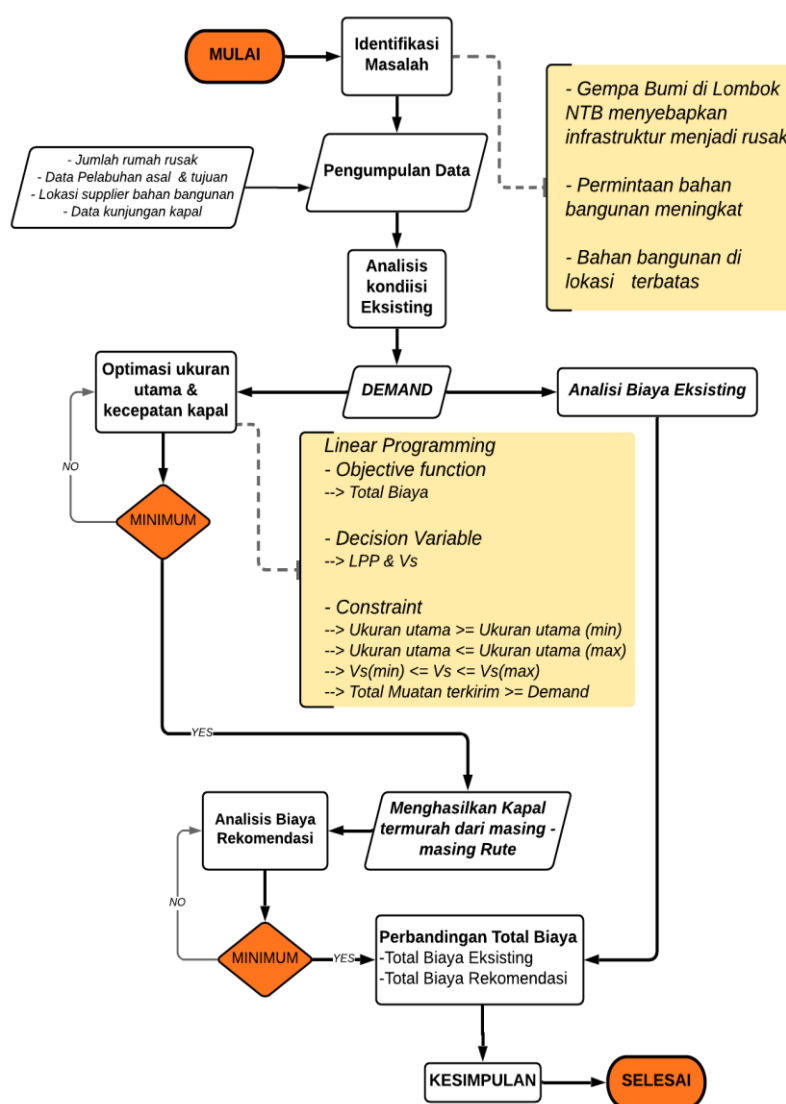 MULAI
Identifikasi
Masalah
- Gempa Bumi di Lombok
NTB menyebapkan
infrastruktur menjadi rusak
- Permintaan bahan
bangunan meningkat
- Bahan bangunan di
lokasi terbatas
- Jumlah rumah rusak
- Data Pelabuhan asal & tujuan
- Lokasi supplier bahan bangunan
- Data kunjungan kapal
Pengumpulan Data
Analisis
kondiisi
Eksisting
Optimasi ukuran
utama &
kecepatan kapal
DEMAND
Analisi Biaya Eksisting
NO
MINIMUM
Linear Programming
- Objective function
--> Total Biaya
- Decision Variable
--> LPP & Vs
- Constraint
--> Ukuran utama >= Ukuran utama (min)
--> Ukuran utama <= Ukuran utama (max)
--> Vs(min) <= Vs <= Vs(max)
--> Total Muatan terkirim >= Demand
YES
Analisis Biaya
Rekomendasi
Menghasilkan Kapal
termurah dari masing -
masing Rute
NO
MINIMUM
YES
Perbandingan Total Biaya
-Total Biaya Eksisting
-Total Biaya Rekomendasi
KESIMPULAN
SELESAI